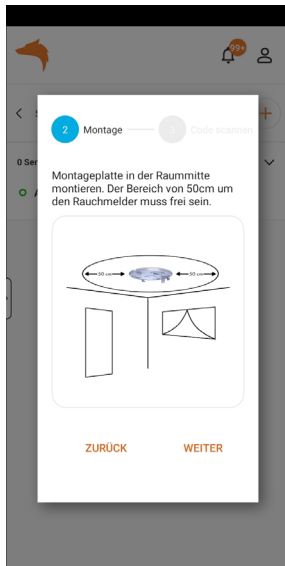 99+
2 Montage 3 Code scannen
0 Ser
Montageplatte in der Raummitte
montieren. Der Bereich von 50cm um
den Rauchmelder muss frei sein.
50 cm 50 cm
ZURÜCK WEITER